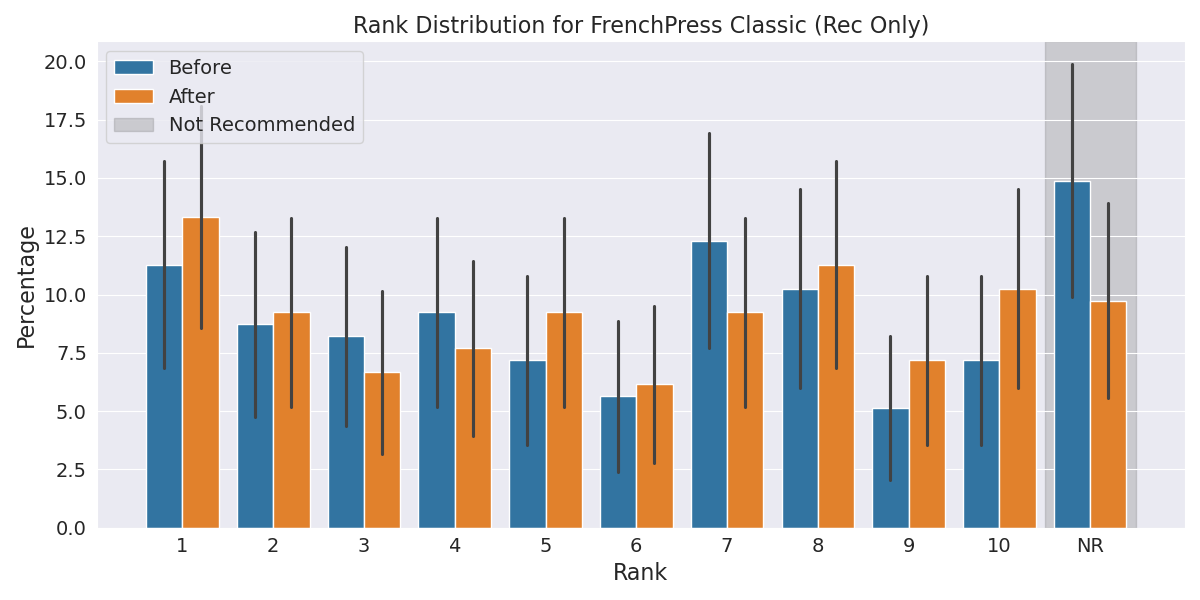 Rank Distribution for FrenchPress Classic (Rec Only)
Before
After
Not Recommended
Percentage
20.0
17.5
15.0
12.5
10.0
7.5
5.0
2.5
0.0
1 2 3 4 5 6 7 8 9 10 NR
Rank